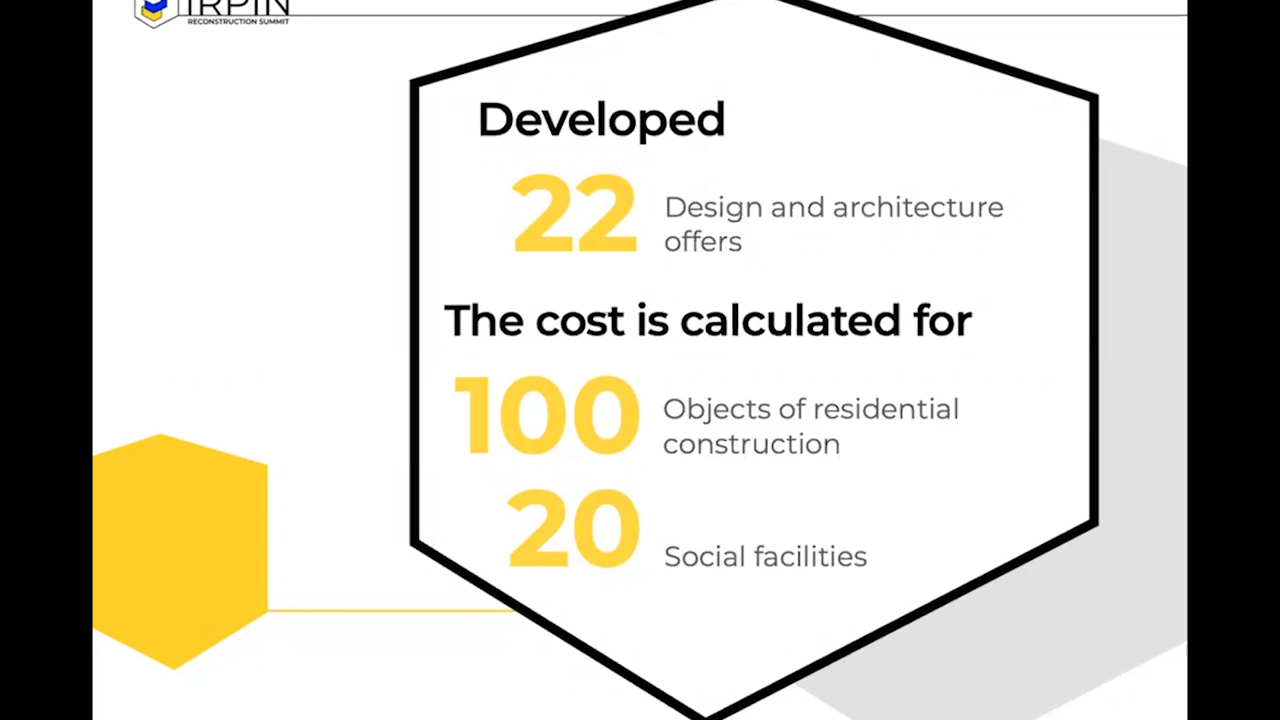 IRPIN
RECONSTRUCTION SUMMIT
Developed
22
Design and architecture
offers
The cost is calculated for
100
Objects of residential
construction
20
Social facilities